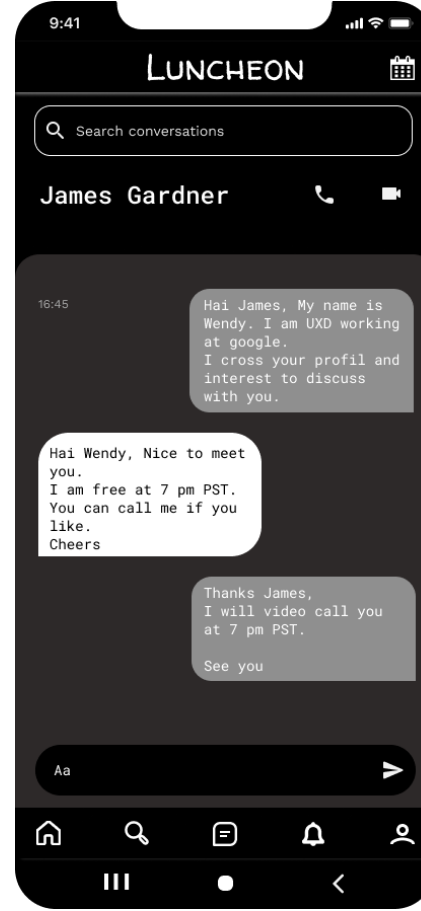 9:41
LUNCHEON
Search conversations
James Gardner
16:45
Hai James, My name is
Wendy. I am UXD working
at google.
I cross your profil and
interest to discuss
with you.
Hai Wendy, Nice to meet
you.
I am free at 7 pm PST.
You can call me if you
like.
Cheers
Thanks James,
I will video call you
at 7 pm PST.
See you
Aa